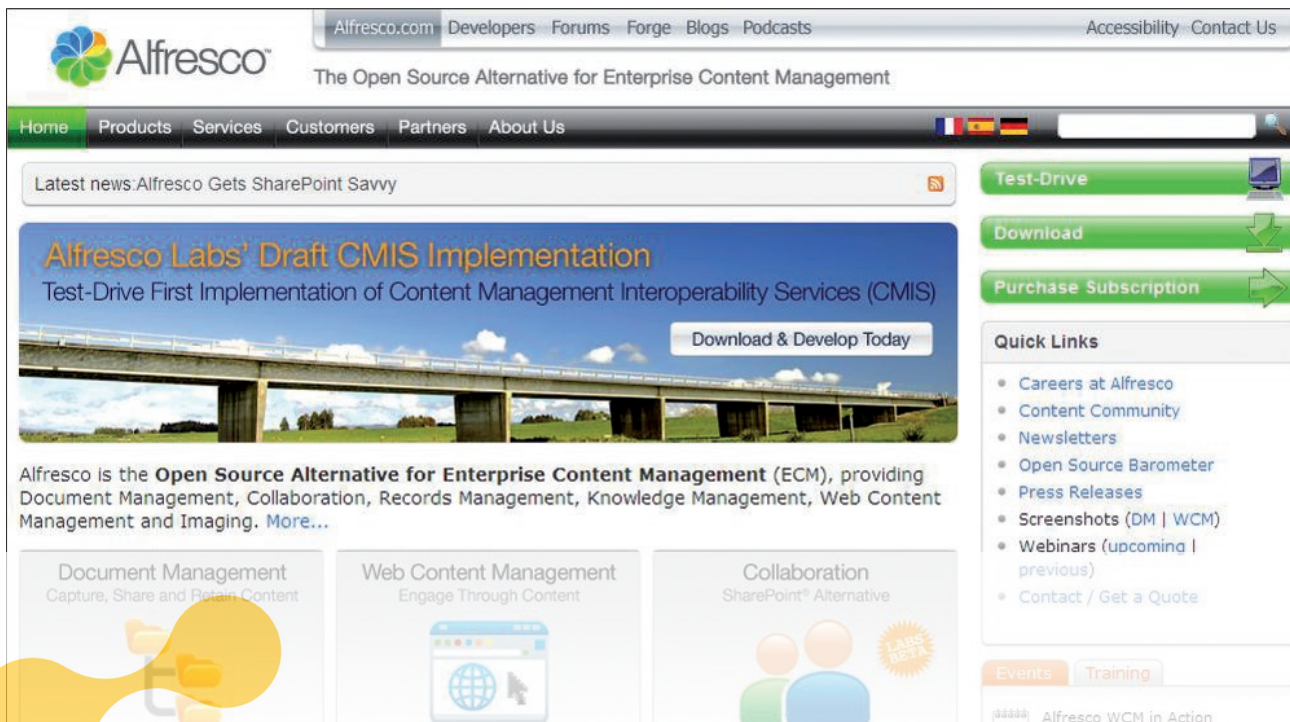 Alfresco.com Developers Forums Forge Blogs Podcasts Accessibility Contact Us
Alfresco™
The Open Source Alternative for Enterprise Content Management
Home Products Services Customers Partners About Us
Latest news:Alfresco Gets SharePoint Savvy
Alfresco Labs' Draft CMIS Implementation
Test-Drive First Implementation of Content Management Interoperability Services (CMIS)
Download & Develop Today
Alfresco is the Open Source Alternative for Enterprise Content Management (ECM), providing
Document Management, Collaboration, Records Management, Knowledge Management, Web Content
Management and Imaging. More...
Document Management
Capture, Share and Retain Content
Web Content Management
Engage Through Content
Collaboration
SharePoint® Alternative
LABS
BETA
Test-Drive
Download
Purchase Subscription
Quick Links
Careers at Alfresco
Content Community
Newsletters
Open Source Barometer
Press Releases
Screenshots (DM | WCM)
Webinars (upcoming |
previous)
Contact / Get a Quote
Events Training
Alfresco WCM in Action